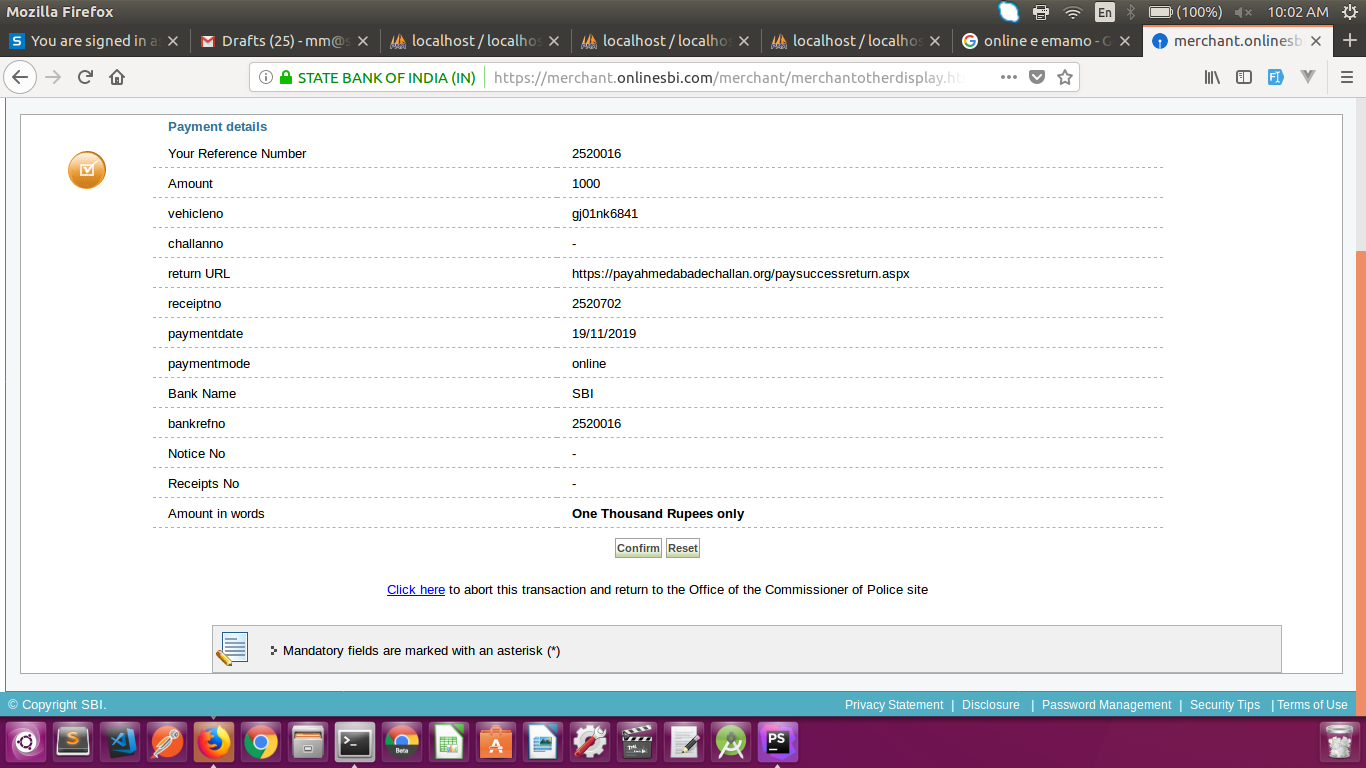 Mozilla Firefox
En
(100%)
10:02 AM
S You are signed in a
Drafts (25) - mm@s
localhost / localhos
localhost / localhos
localhost / localhos
online e emamo - G
merchant.onlinesb
STATE BANK OF INDIA (IN)
https://merchant.onlinesbi.com/merchant/merchantotherdisplay.ht
Payment details
Your Reference Number 2520016
Amount 1000
vehicleno gj01nk6841
challanno -
return URL https://payahmedabadechallan.org/paysuccessreturn.aspx
receiptno 2520702
paymentdate 19/11/2019
paymentmode online
Bank Name SBI
bankrefno 2520016
Notice No -
Receipts No -
Amount in words One Thousand Rupees only
Confirm Reset
Click here to abort this transaction and return to the Office of the Commissioner of Police site
Mandatory fields are marked with an asterisk (*)
© Copyright SBI.
Privacy Statement | Disclosure | Password Management | Security Tips | Terms of Use
Beta
PS